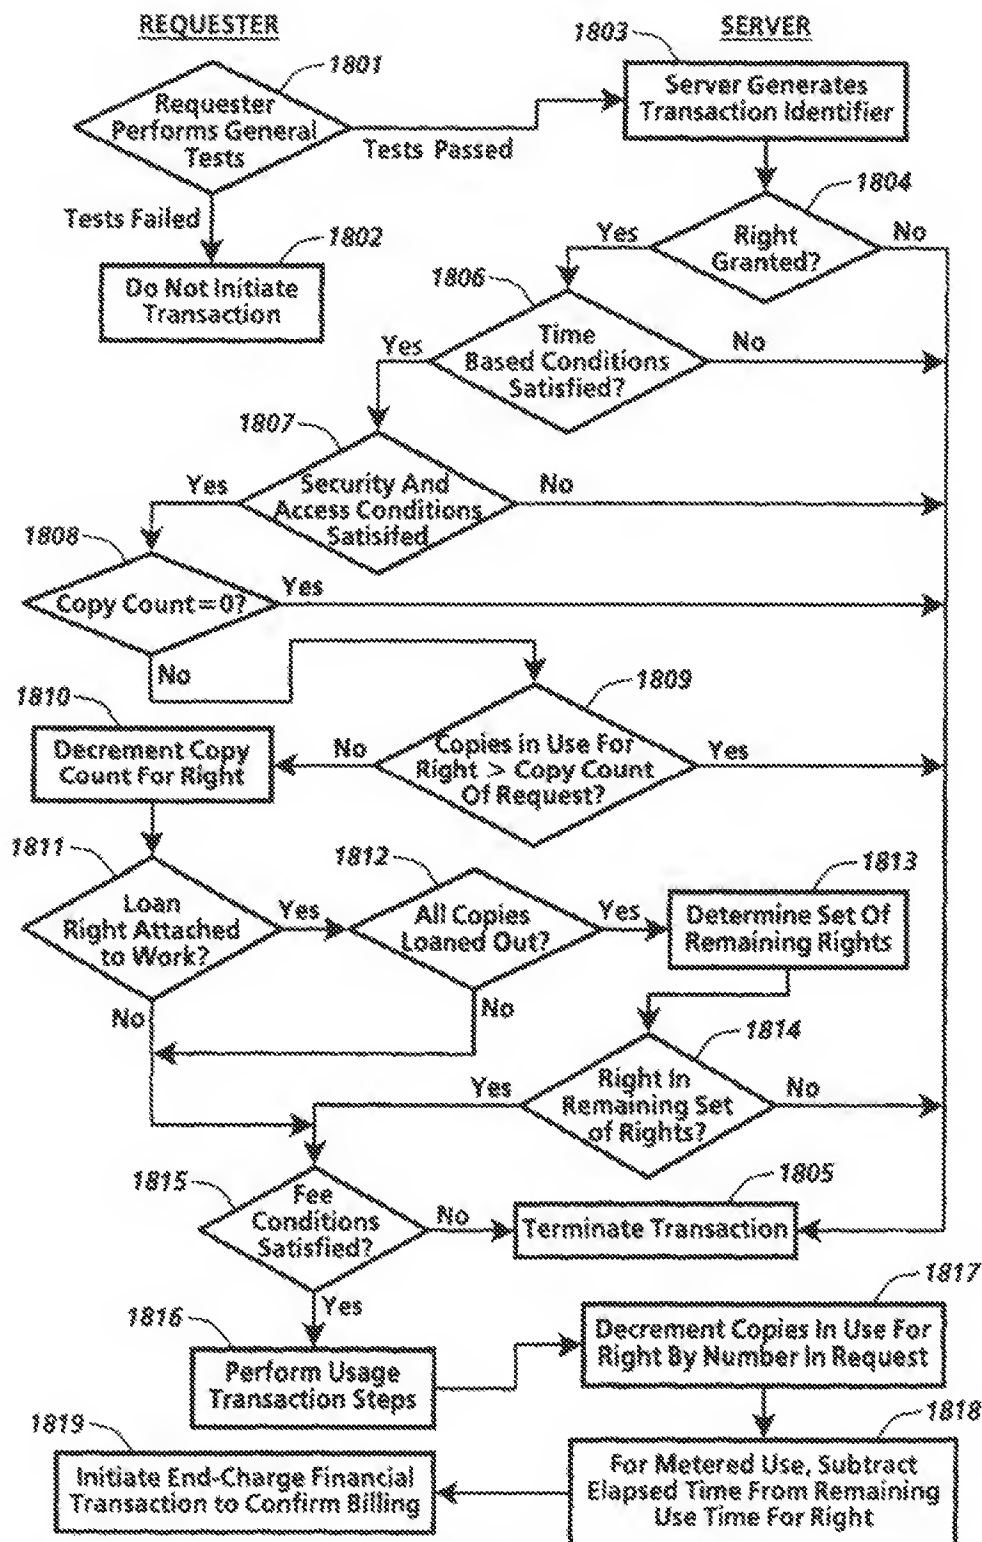 REQUESTER
SERVER
1801
1803
Requester
Performs General
Tests
Server Generates
Transaction Identifier
Tests Passed
Tests Failed
1802
Do Not Initiate
Transaction
1804
Right
Granted?
Yes
No
1806
Time
Based Conditions
Satisfied?
Yes
No
1807
Security And
Access Conditions
Satisifed
Yes
No
1808
Copy Count=0?
Yes
No
1809
Copies in Use For
Right > Copy Count
Of Request?
No
Yes
1810
Decrement Copy
Count For Right
1811
Loan
Right Attached
to Work?
Yes
No
1812
All Copies
Loaned Out?
Yes
No
1813
Determine Set Of
Remaining Rights
1814
Right In
Remaining Set
of Rights?
Yes
No
1815
Fee
Conditions
Satisfied?
No
Yes
1805
Terminate Transaction
1816
Perform Usage
Transaction Steps
1817
Decrement Copies In Use For
Right By Number In Request
1818
For Metered Use, Subtract
Elapsed Time From Remaining
Use Time For Right
1819
Initiate End-Charge Financial
Transaction to Confirm Billing